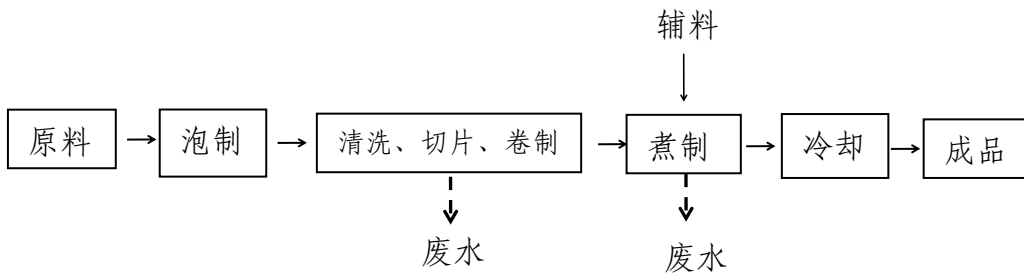 辅料
原料
泡制
清洗、切片、卷制
煮制
冷却
成品
废水
废水